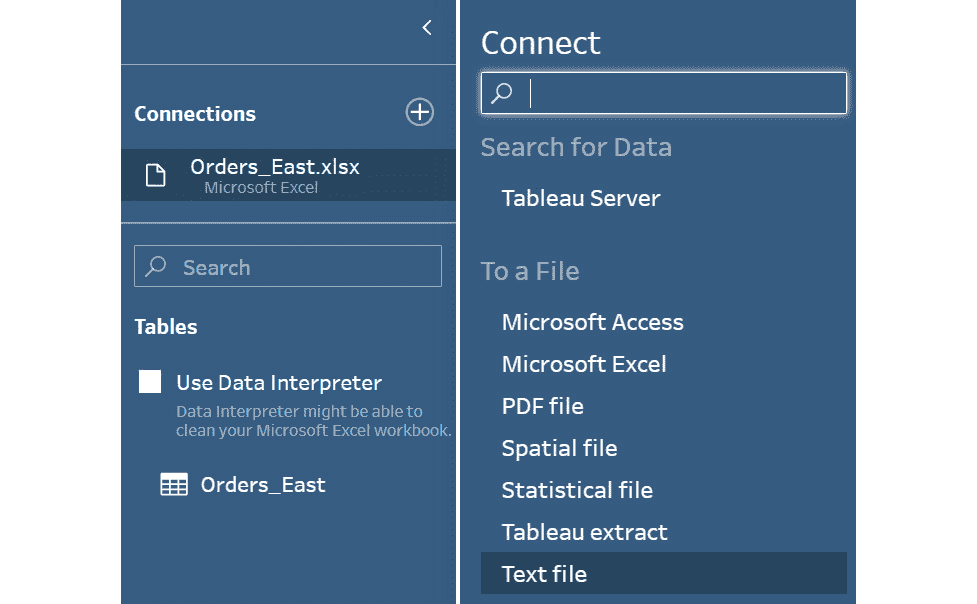 Connections
Orders_East.xlsx
Microsoft Excel
Search
Tables
Use Data Interpreter
Data Interpreter might be able to
clean your Microsoft Excel workbook.
Orders_East
Connect
Search for Data
Tableau Server
To a File
Microsoft Access
Microsoft Excel
PDF file
Spatial file
Statistical file
Tableau extract
Text file